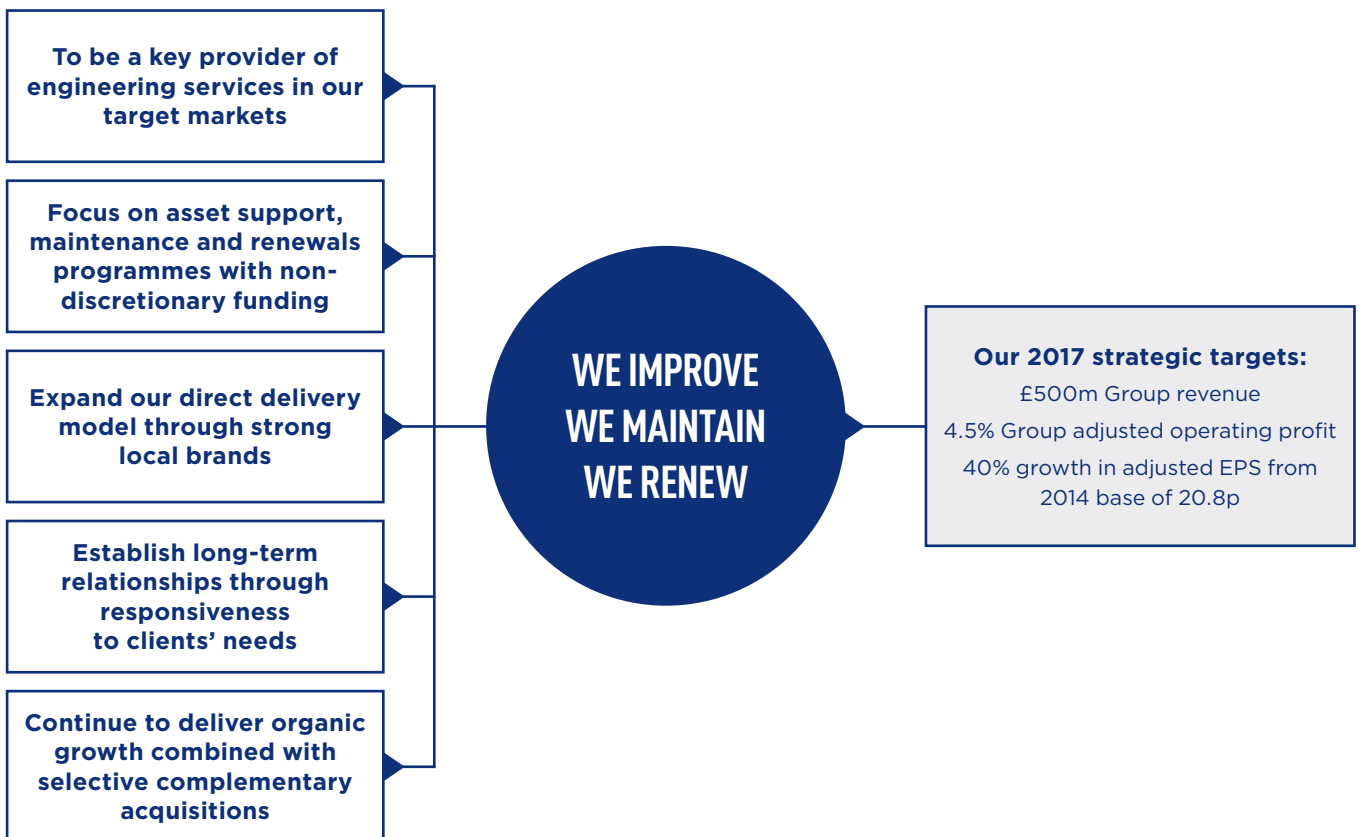 To be a key provider of
engineering services in our
target markets
Focus on asset support,
maintenance and renewals
programmes with non-
discretionary funding
Expand our direct delivery
model through strong
local brands
Establish long-term
relationships through
responsiveness
to clients’ needs
Continue to deliver organic
growth combined with
selective complementary
acquisitions
WE IMPROVE
WE MAINTAIN
WE RENEW
Our 2017 strategic targets:
£500m Group revenue
4.5% Group adjusted operating profit
40% growth in adjusted EPS from
2014 base of 20.8p